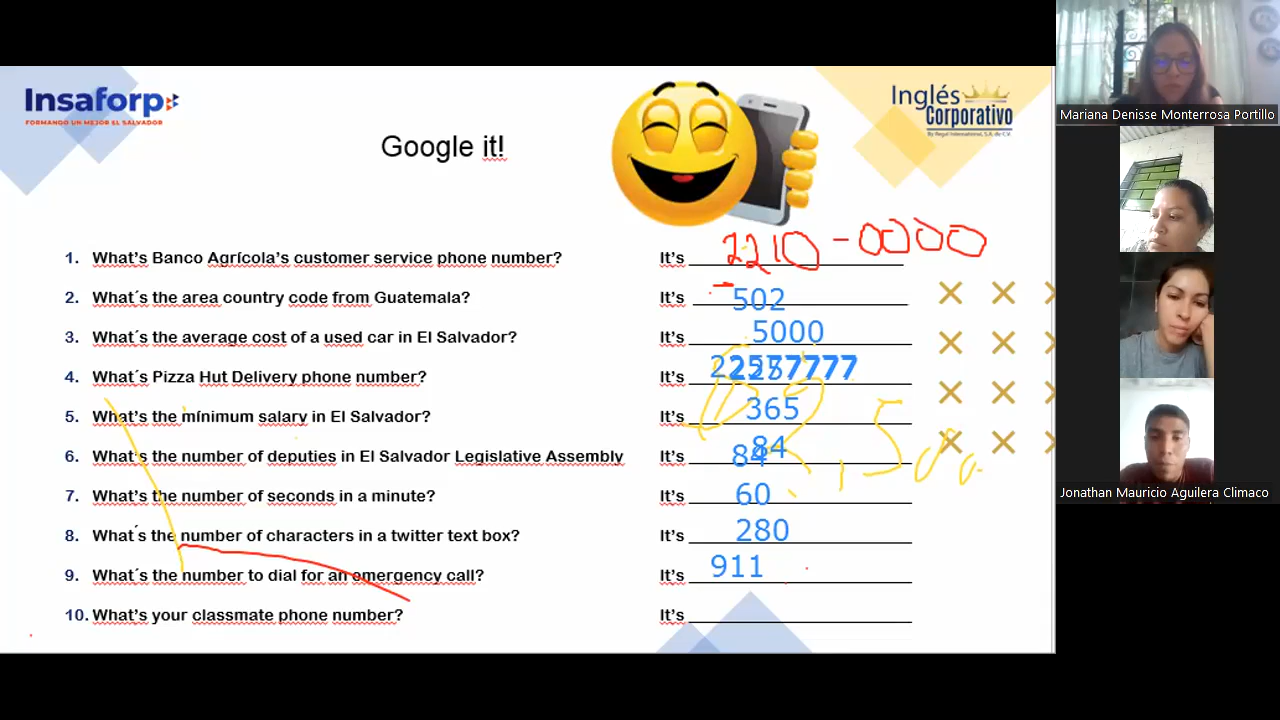 Insaforp
FORMANDO UN MEJOR EL SALVADOR
Google it!
Inglés
Corporativo
By Regal International, S.A. de C.V.
1. What's Banco Agrícola's customer service phone number? It's 2210-0000
2. What´s the area country code from Guatemala? It's 502
3. What's the average cost of a used car in El Salvador? It's 5000
4. What´s Pizza Hut Delivery phone number? It's 22577777
5. What's the mínimum salary in El Salvador? It's 365
6. What's the number of deputies in El Salvador Legislative Assembly It's 84 84
7. What's the number of seconds in a minute? It's 60
8. What´s the number of characters in a twitter text box? It's 280
9. What´s the number to dial for an emergency call? It's 911
10. What's your classmate phone number? It's
Mariana Denisse Monterrosa Portillo
Jonathan Mauricio Aguilera Climaco